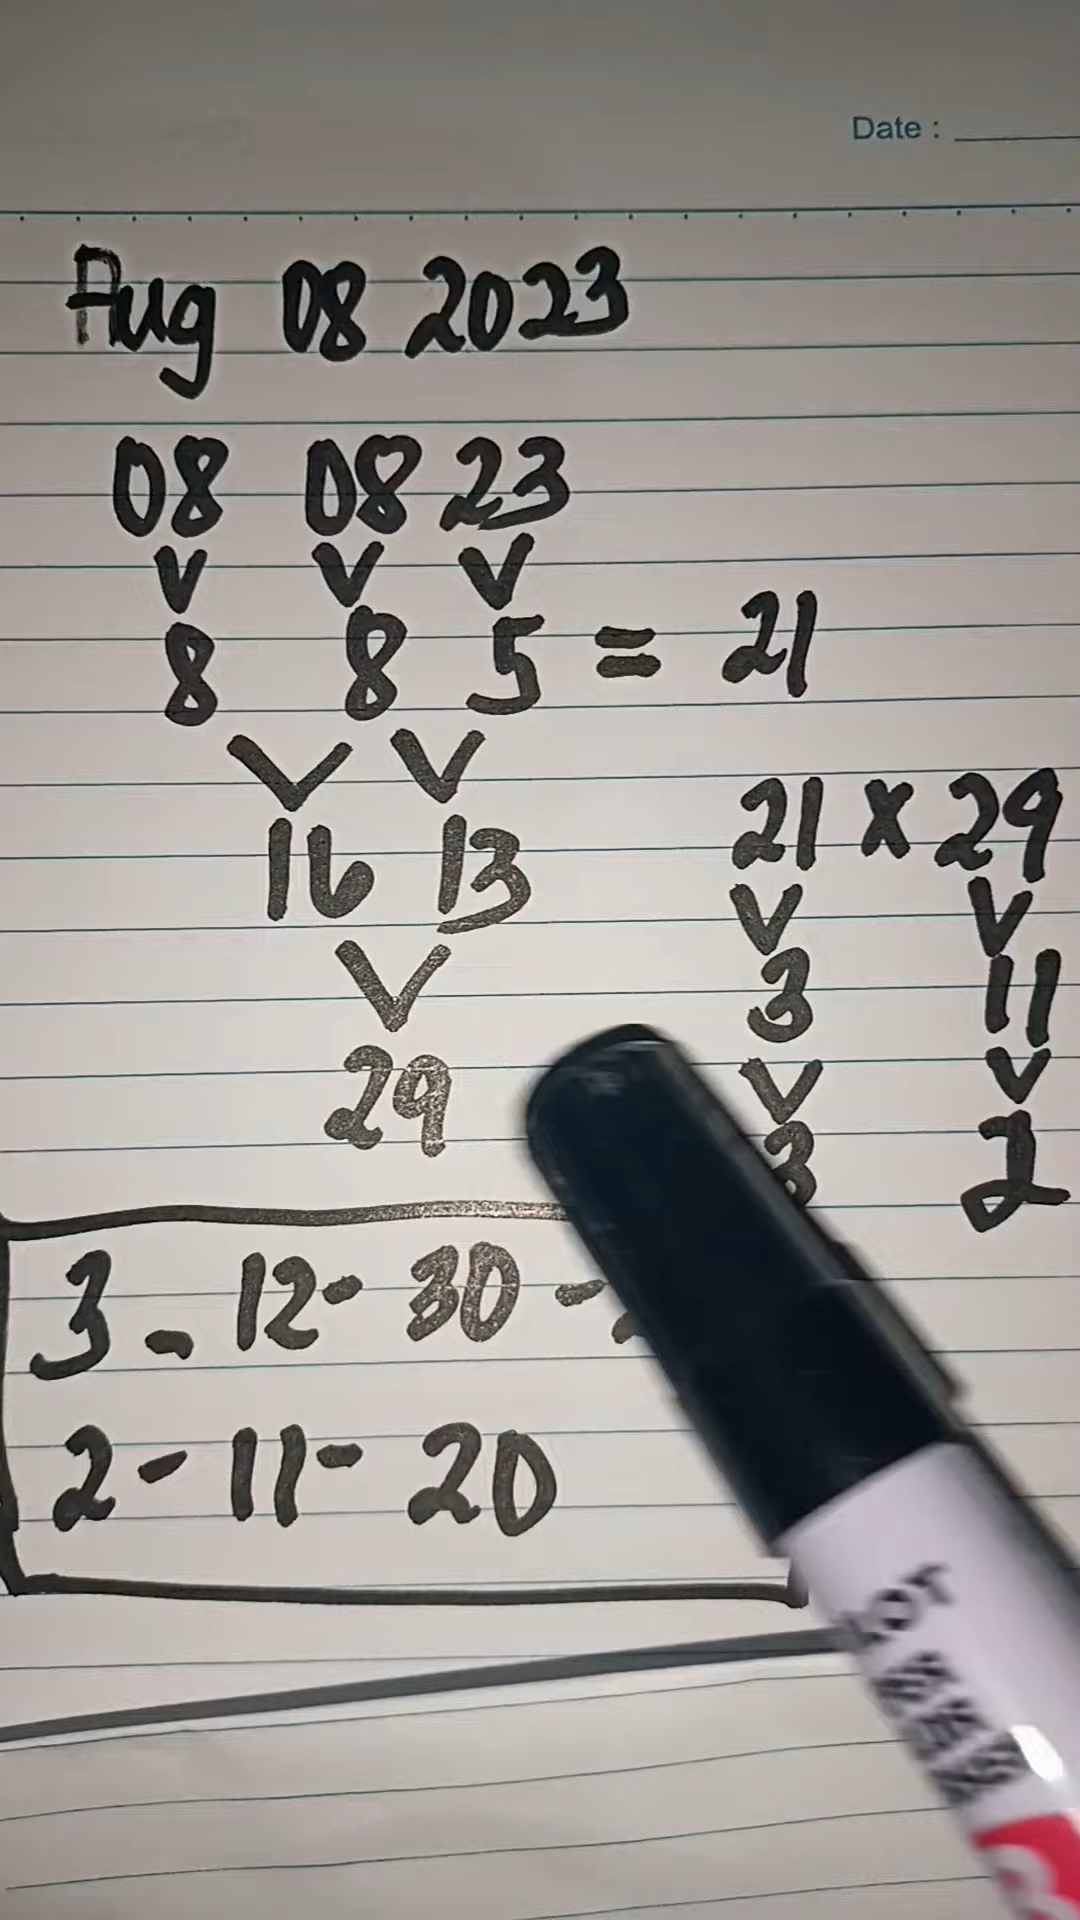 Date :
Aug 08 2023
08 08 23
V V V
8 8 5 = 21
V V
16 13
V
29
21 X 29
V V
3 11
V V
3 2
3 - 12 - 30 -
2 - 11 - 20